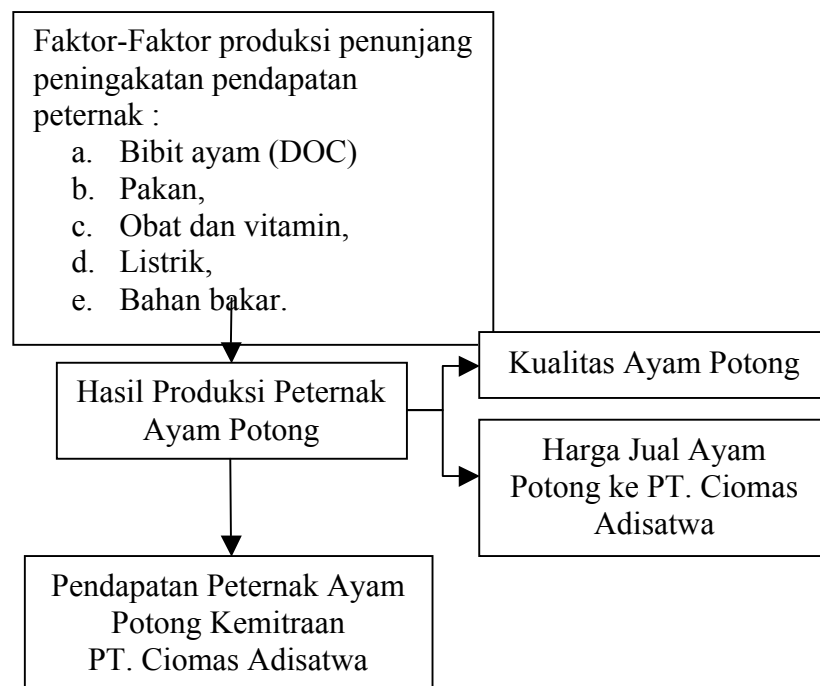 Faktor-Faktor produksi penunjang
peningakatan pendapatan
peternak :
a. Bibit ayam (DOC)
b. Pakan,
c. Obat dan vitamin,
d. Listrik,
e. Bahan bakar.
Hasil Produksi Peternak
Ayam Potong
Kualitas Ayam Potong
Harga Jual Ayam
Potong ke PT. Ciomas
Adisatwa
Pendapatan Peternak Ayam
Potong Kemitraan
PT. Ciomas Adisatwa